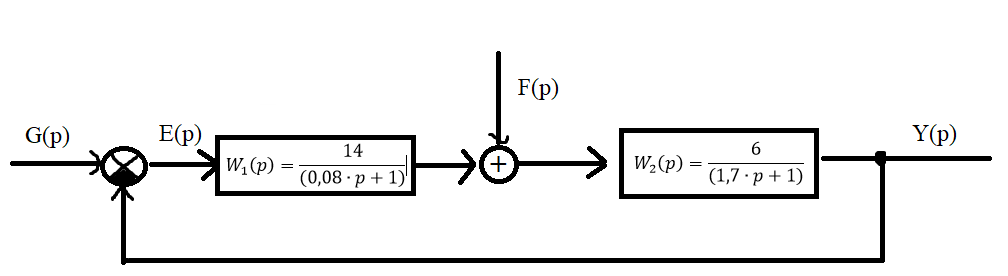 F(p)
G(p)
E(p)
Y(p)
W₁(p) = 14 / (0,08 · p + 1)
+
W₂(p) = 6 / (1,7 · p + 1)